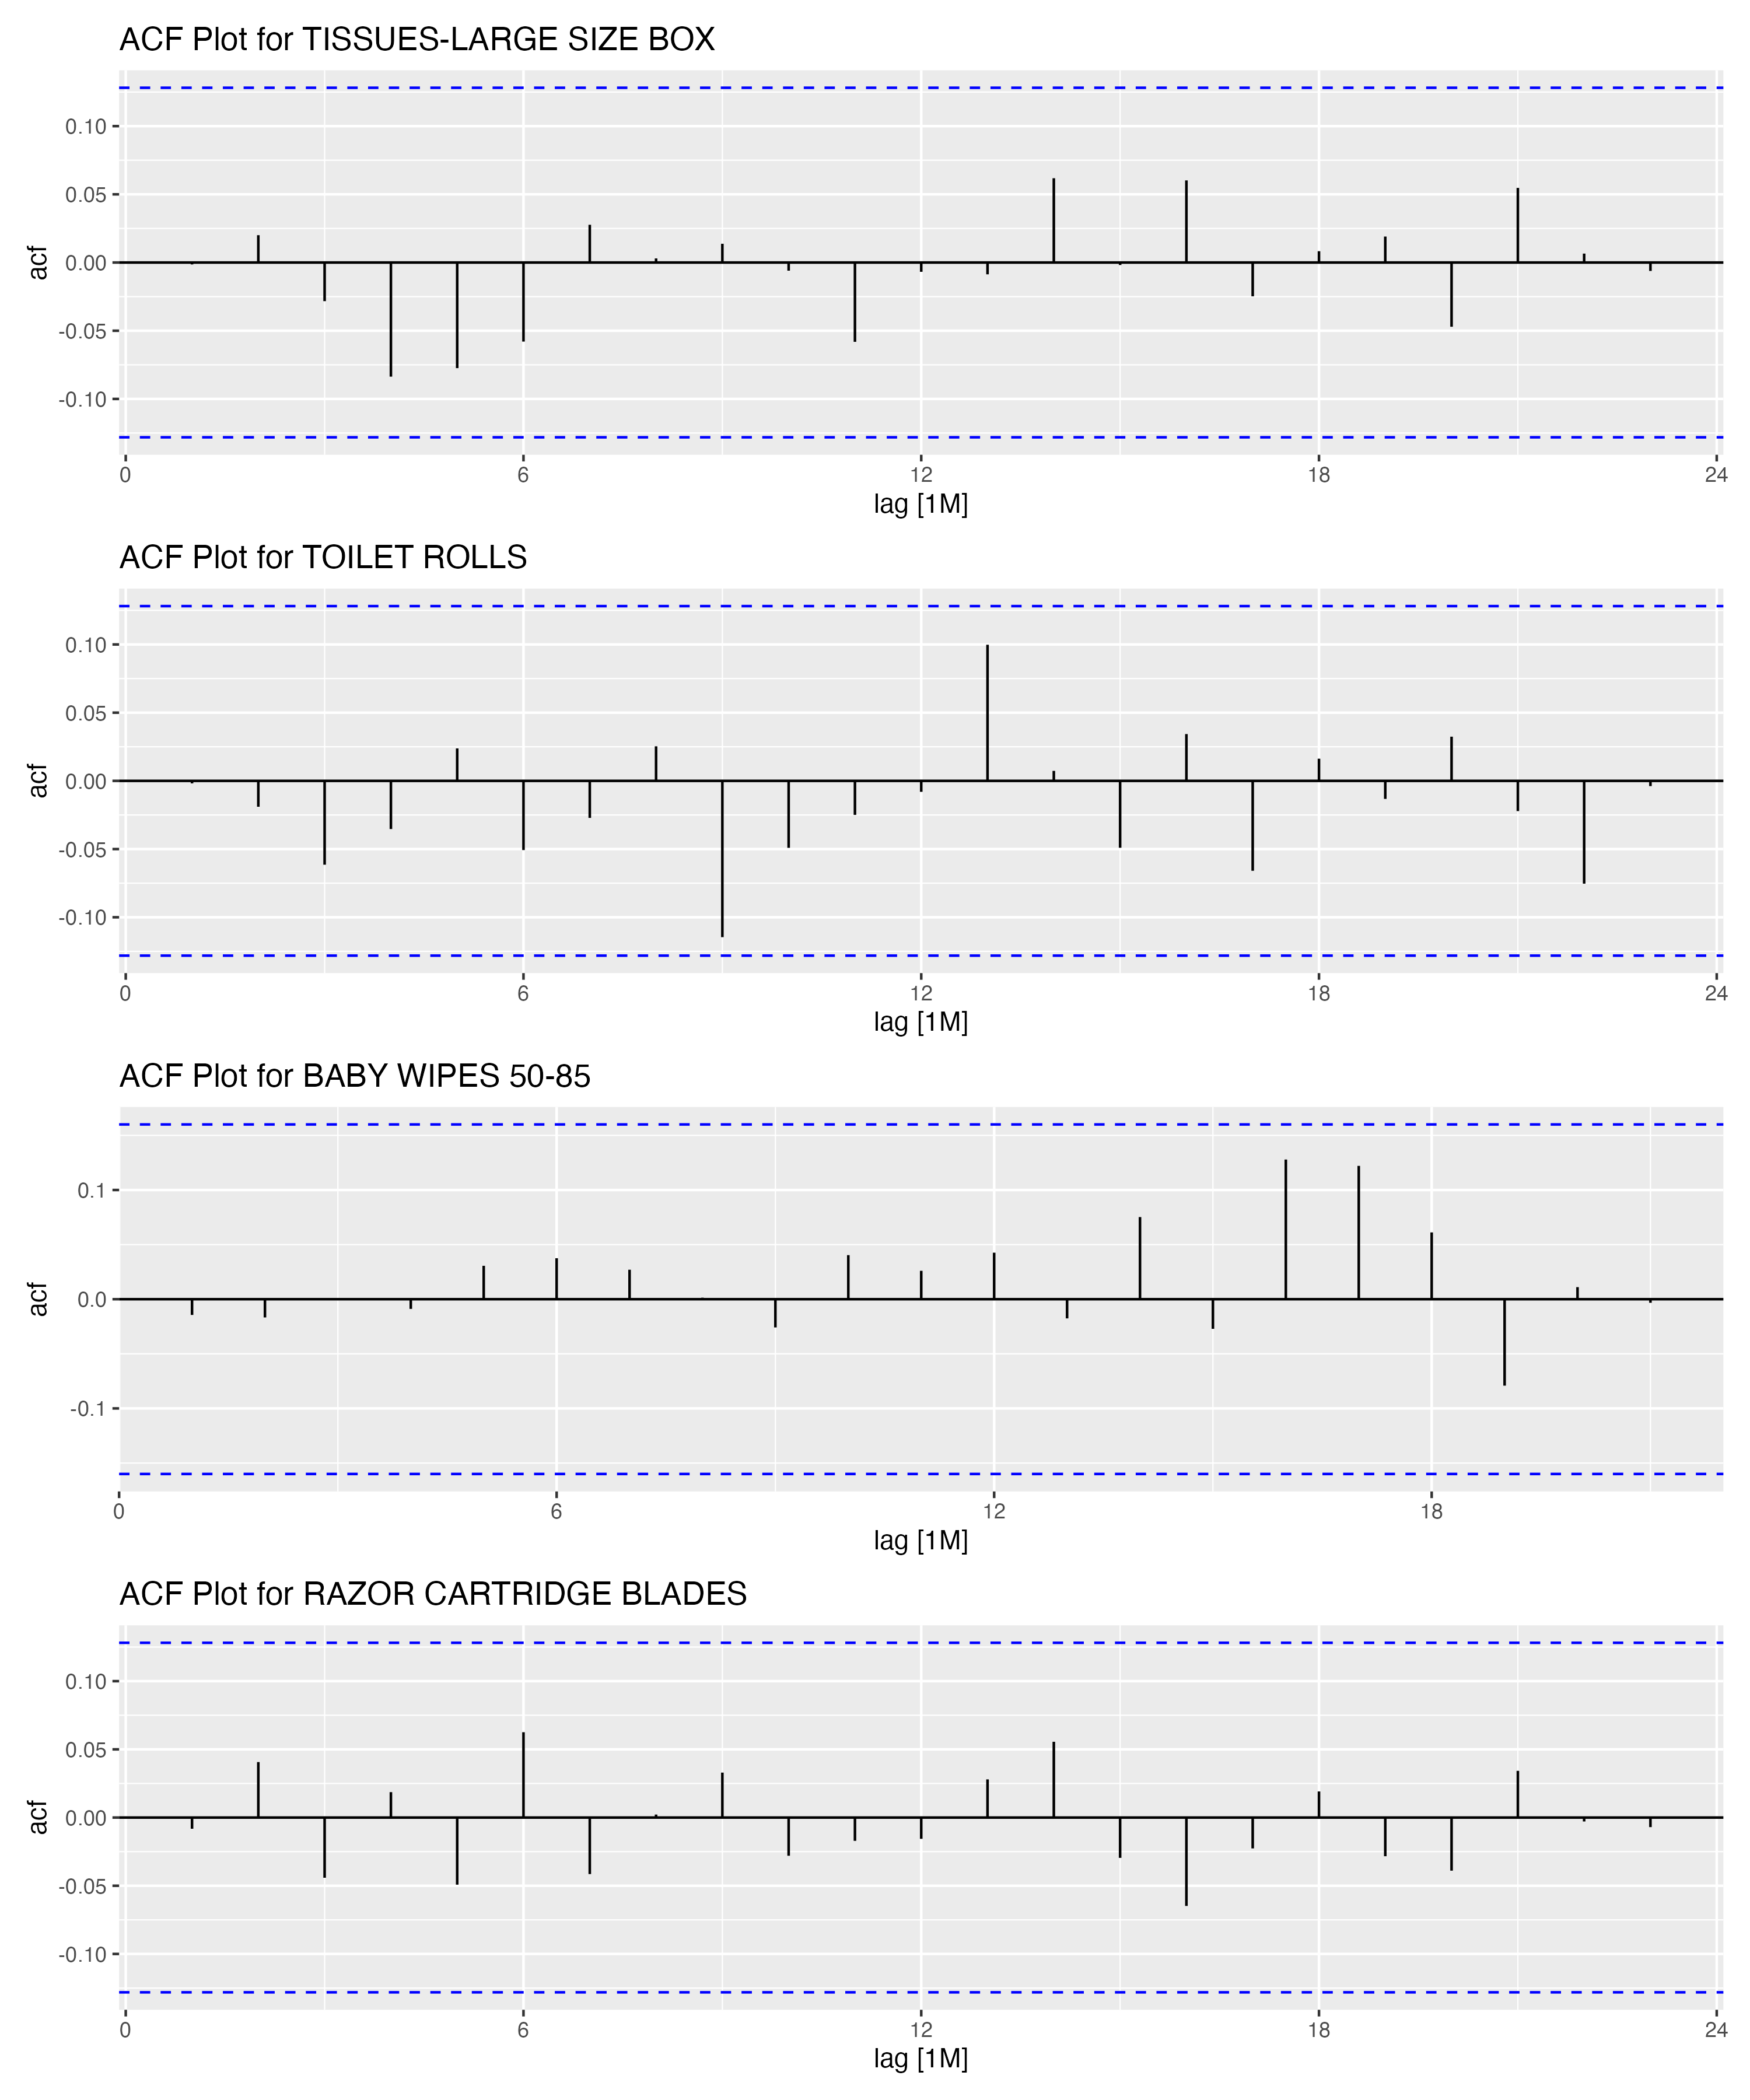 ACF Plot for TISSUES-LARGE SIZE BOX
0.10
0.05
0.00
-0.05
-0.10
acf
0 6 12 18 24
lag [1M]
ACF Plot for TOILET ROLLS
0.10
0.05
0.00
-0.05
-0.10
acf
0 6 12 18 24
lag [1M]
ACF Plot for BABY WIPES 50-85
0.1
0.0
-0.1
acf
0 6 12 18
lag [1M]
ACF Plot for RAZOR CARTRIDGE BLADES
0.10
0.05
0.00
-0.05
-0.10
acf
0 6 12 18 24
lag [1M]